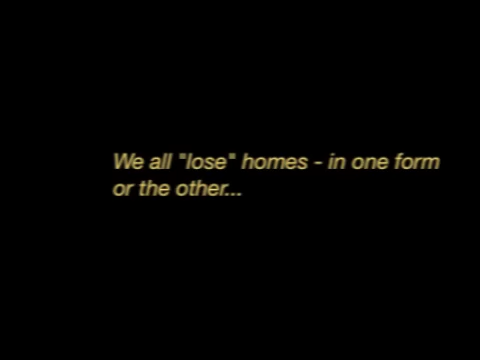 We all "lose" homes - in one form
or the other...